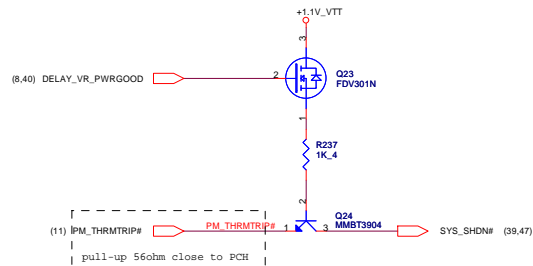 +1.1V_VTT
3
Q23
FDV301N
(8,40) DELAY_VR_PWRGOOD
2
1
R237
1K_4
2
Q24
MMBT3904
(11) PM_THRMTRIP#
PM_THRMTRIP#
1
3
SYS_SHDN# (39,47)
pull-up 56ohm close to PCH